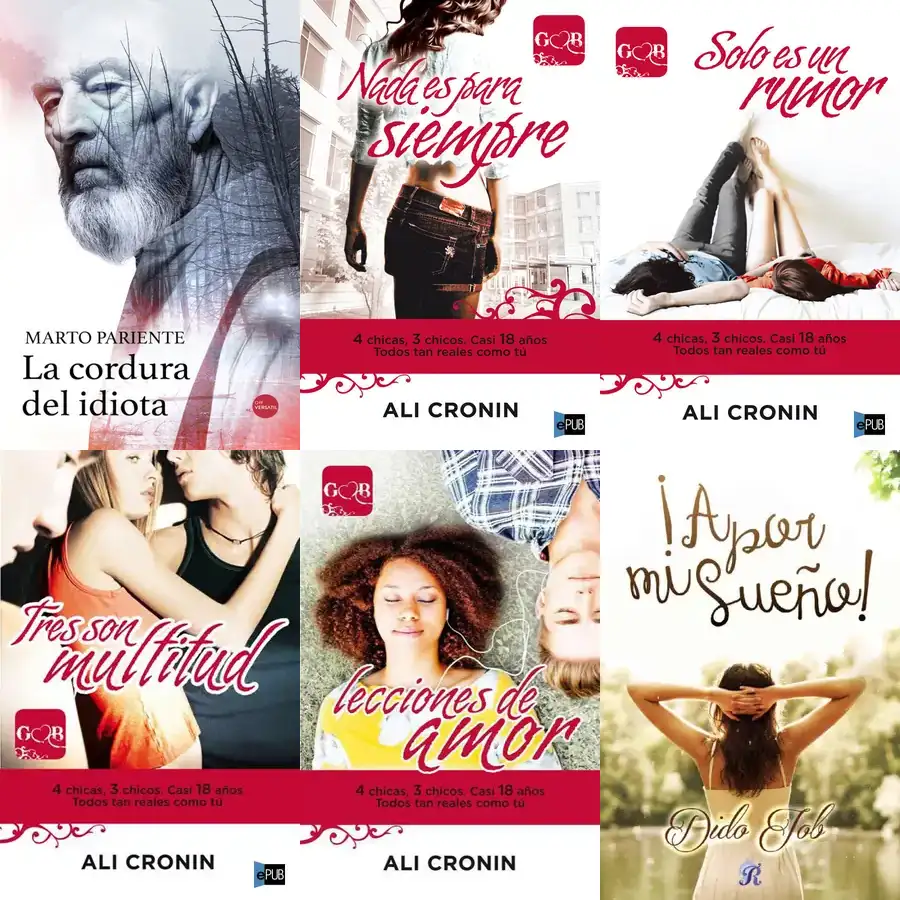 MARTO PARIENTE
La cordura
del idiota
OFF
VERSÁTIL
G B
Nada es para
siempre
4 chicas, 3 chicos. Casi 18 años
Todos tan reales como tú
ALI CRONIN
ePUB
G B
Solo es un
rumor
4 chicas, 3 chicos. Casi 18 años
Todos tan reales como tú
ALI CRONIN
ePUB
Tres son
multitud
G B
4 chicas, 3 chicos. Casi 18 años
Todos tan reales como tú
ALI CRONIN
ePUB
G B
lecciones de
amor
4 chicas, 3 chicos. Casi 18 años
Todos tan reales como tú
ALI CRONIN
¡A por
mi sueño!
Dido Job
R